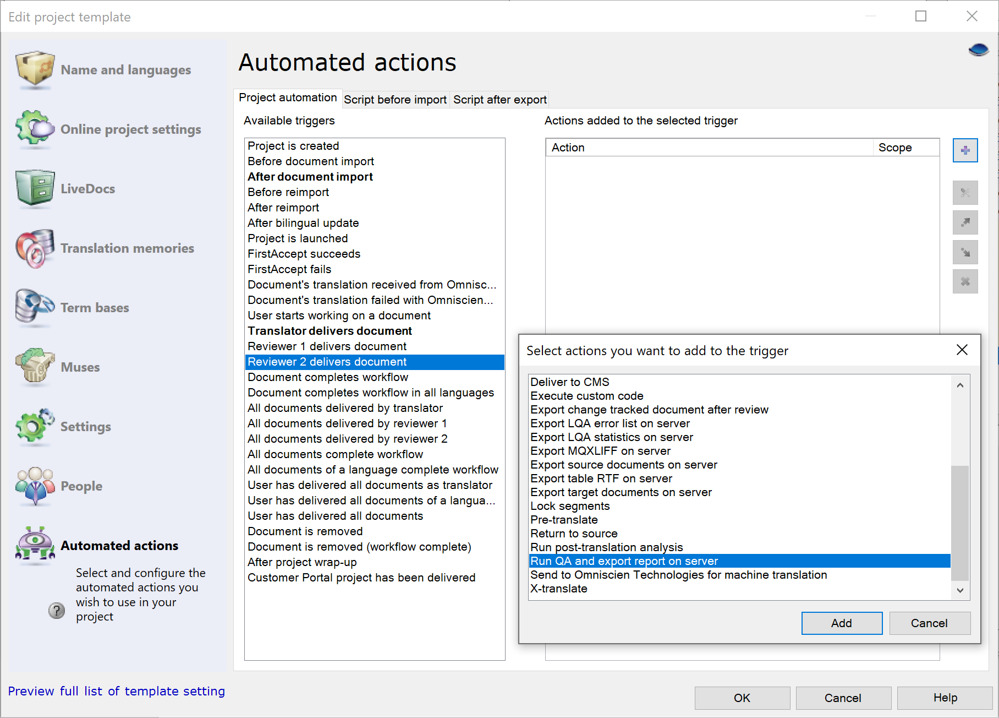 Edit project template
Name and languages
Online project settings
LiveDocs
Translation memories
Term bases
Muses
Settings
People
Automated actions
Select and configure the
automated actions you
wish to use in your
project
?
Preview full list of template setting
Automated actions
Project automation
Script before import
Script after export
Available triggers
Project is created
Before document import
After document import
Before reimport
After reimport
After bilingual update
Project is launched
FirstAccept succeeds
FirstAccept fails
Document's translation received from Omnisc...
Document's translation failed with Omniscien...
User starts working on a document
Translator delivers document
Reviewer 1 delivers document
Reviewer 2 delivers document
Document completes workflow
Document completes workflow in all languages
All documents delivered by translator
All documents delivered by reviewer 1
All documents delivered by reviewer 2
All documents complete workflow
All documents of a language complete workflow
User has delivered all documents as translator
User has delivered all documents of a langua...
User has delivered all documents
Document is removed
Document is removed (workflow complete)
After project wrap-up
Customer Portal project has been delivered
Actions added to the selected trigger
Action
Scope
Select actions you want to add to the trigger
Deliver to CMS
Execute custom code
Export change tracked document after review
Export LQA error list on server
Export LQA statistics on server
Export MQXLIFF on server
Export source documents on server
Export table RTF on server
Export target documents on server
Lock segments
Pre-translate
Return to source
Run post-translation analysis
Run QA and export report on server
Send to Omniscien Technologies for machine translation
X-translate
Add
Cancel
OK
Cancel
Help